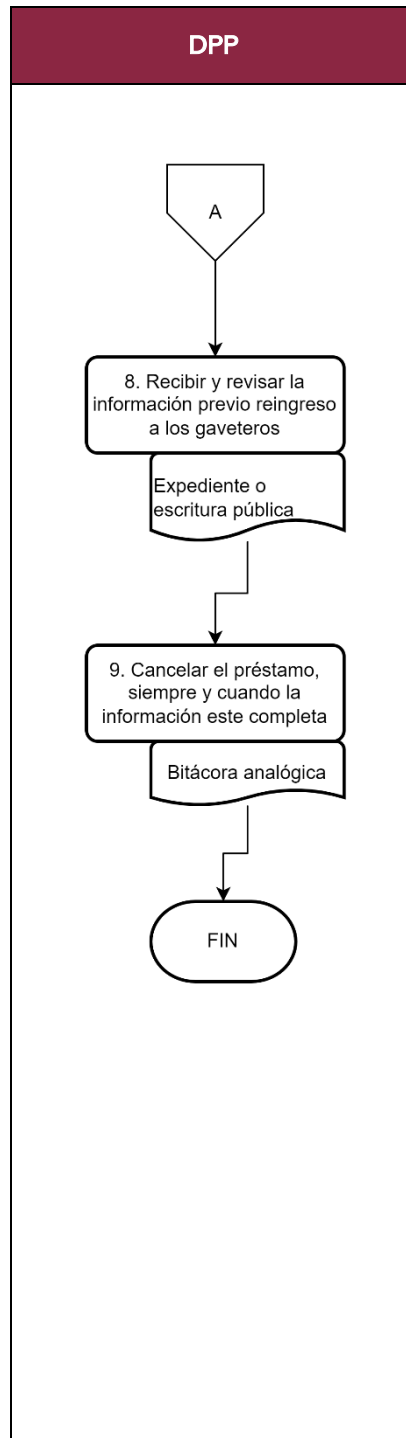 DPP
A
8. Recibir y revisar la
información previo reingreso
a los gaveteros
Expediente o
escritura pública
9. Cancelar el préstamo,
siempre y cuando la
información este completa
Bitácora analógica
FIN